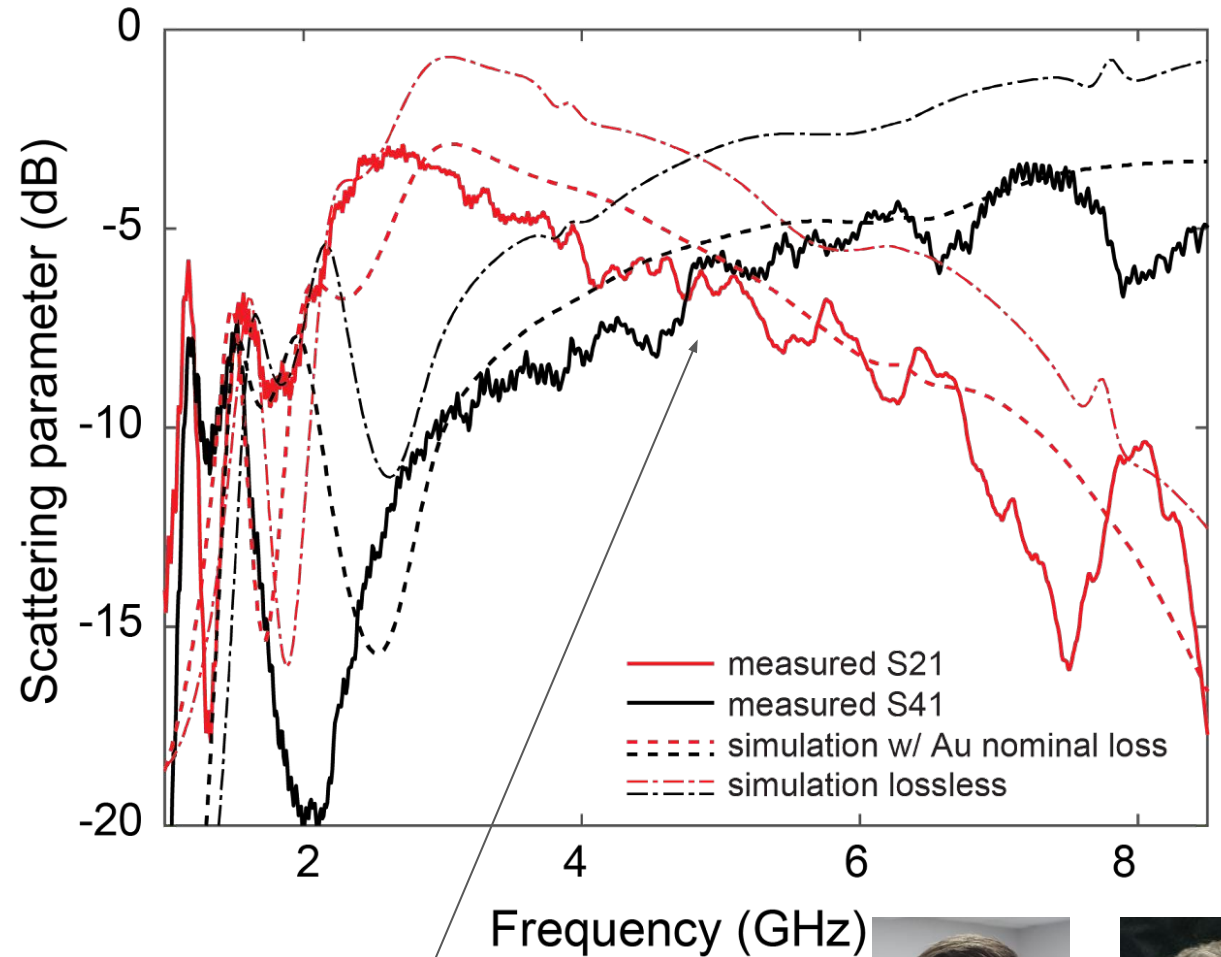 Scattering parameter (dB)
0
-5
-10
-15
-20
measured S21
measured S41
simulation w/ Au nominal loss
simulation lossless
2 4 6 8
Frequency (GHz)